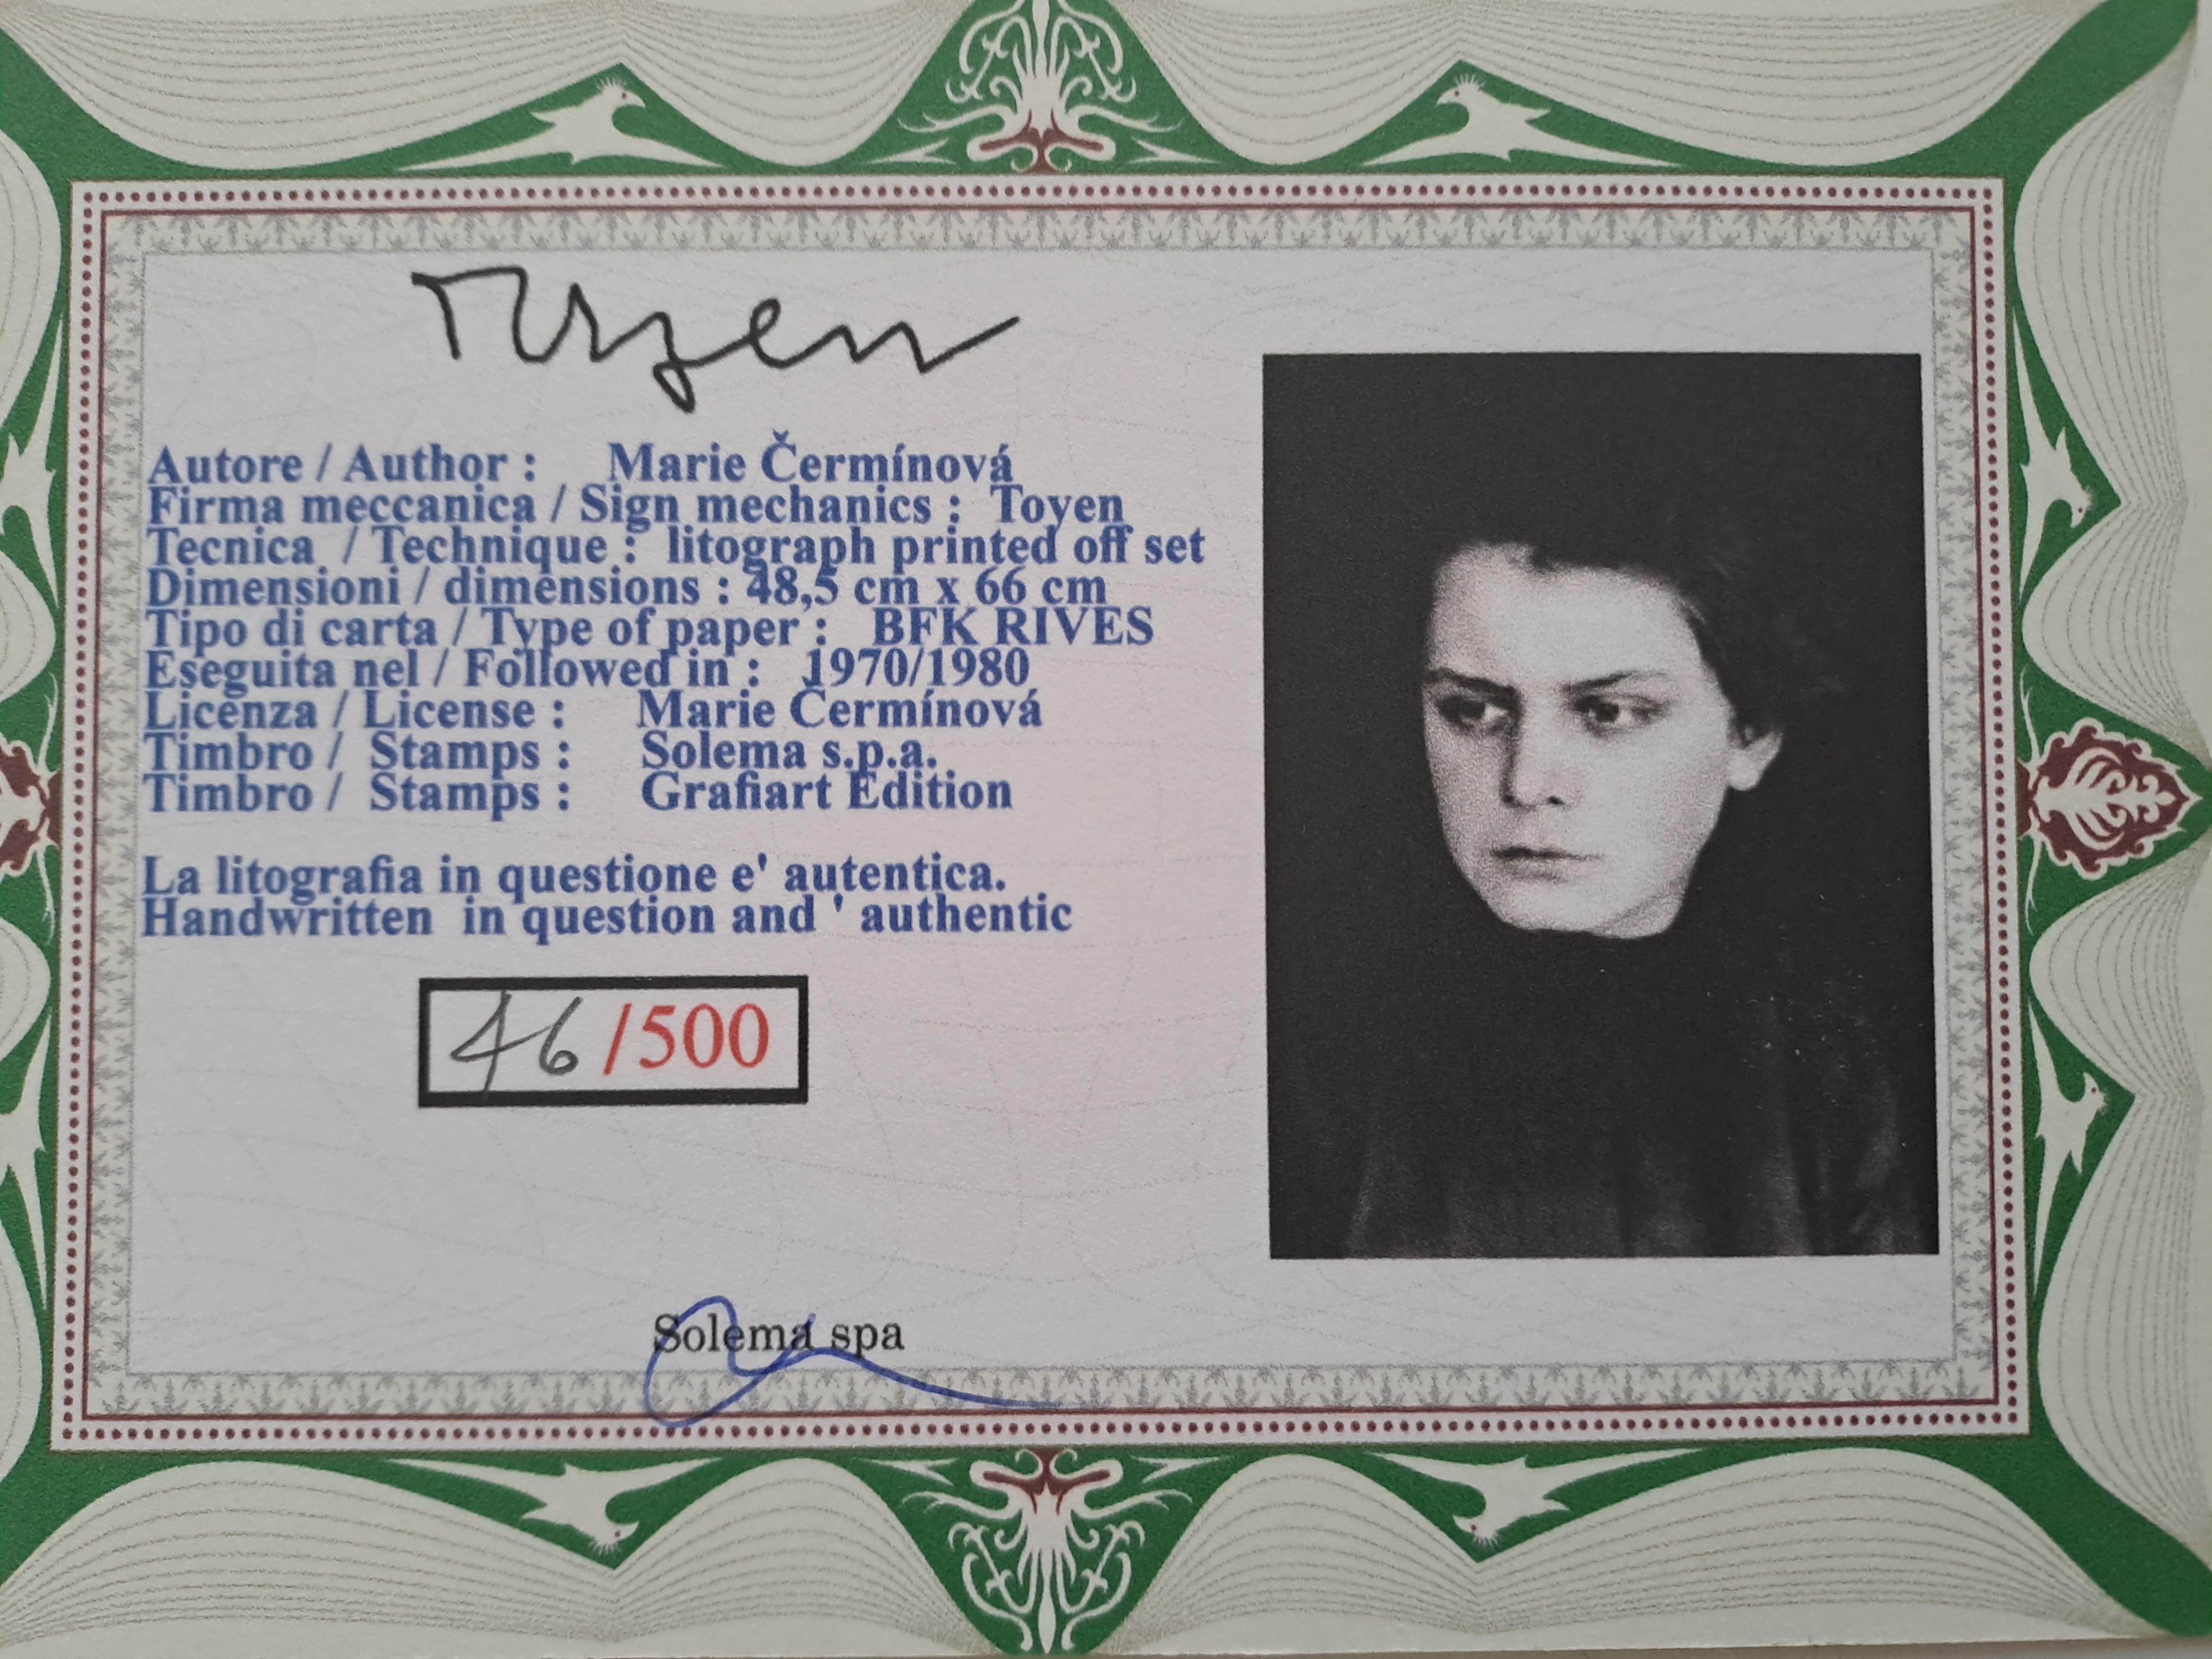 Toyen
Autore / Author : Marie Čermínová
Firma meccanica / Sign mechanics : Toyen
Tecnica / Technique : litograph printed off set
Dimensioni / dimensions : 48,5 cm x 66 cm
Tipo di carta / Type of paper : BFK RIVES
Eseguita nel / Followed in : 1970/1980
Licenza / License : Marie Čermínová
Timbro / Stamps : Solema s.p.a.
Timbro / Stamps : Grafiart Edition
La litografia in questione e' autentica.
Handwritten in question and ' authentic
46 /500
Solema spa